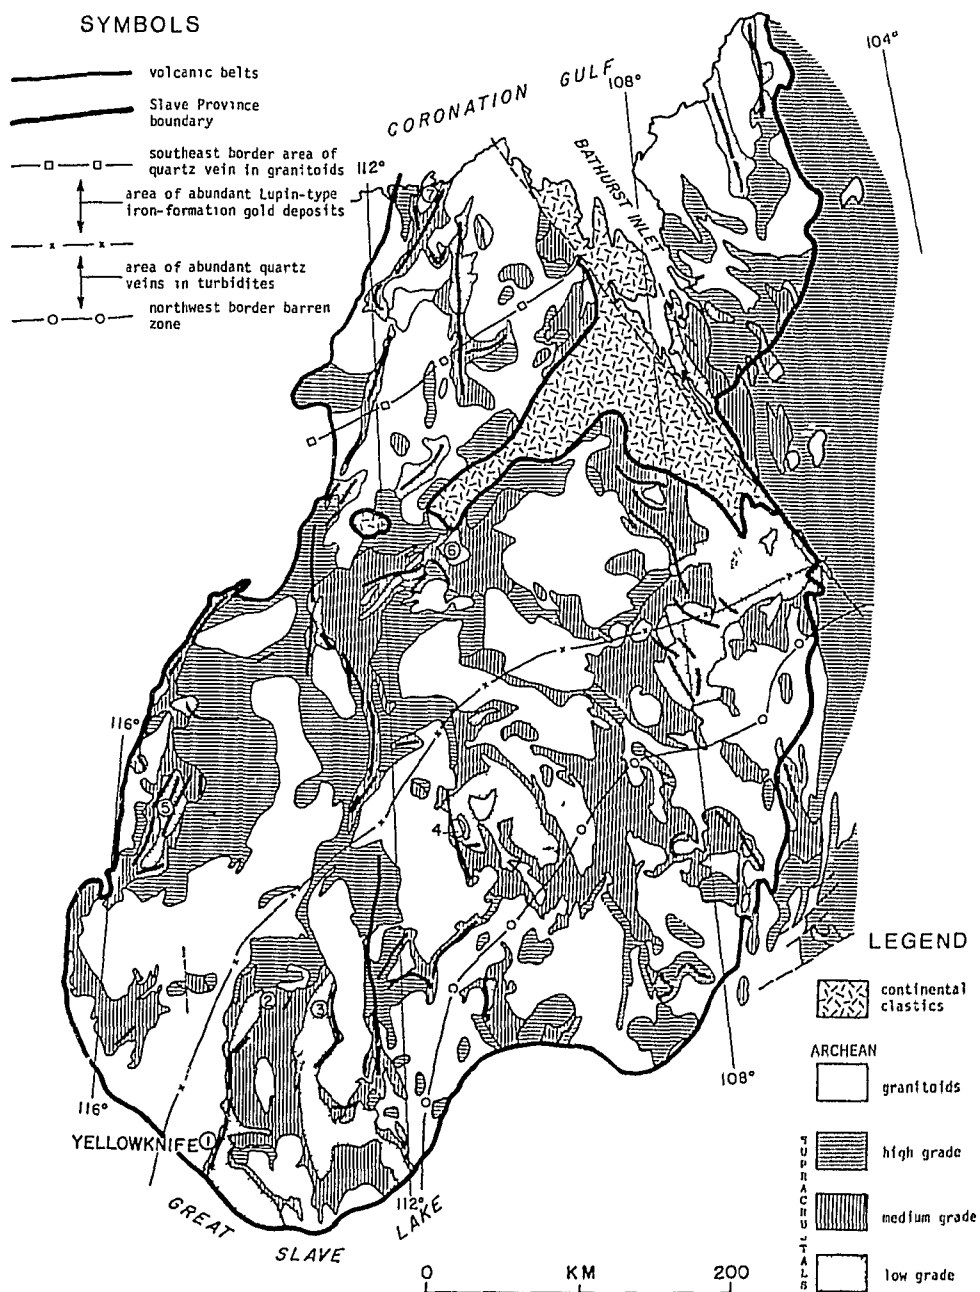 SYMBOLS
volcanic belts
Slave Province
boundary
southeast border area of
quartz vein in granitoids
area of abundant Lupin-type
iron-formation gold deposits
area of abundant quartz
veins in turbidites
northwest border barren
zone
CORONATION GULF
BATHURST INLET
112°
108°
104°
7
6
116°
5
4
2
3
116°
YELLOWKNIFE 1
GREAT
SLAVE
LAKE
112°
108°
0 KM 200
LEGEND
continental
clastics
ARCHEAN
granitoids
SUPRACRUSTALS
high grade
medium grade
low grade